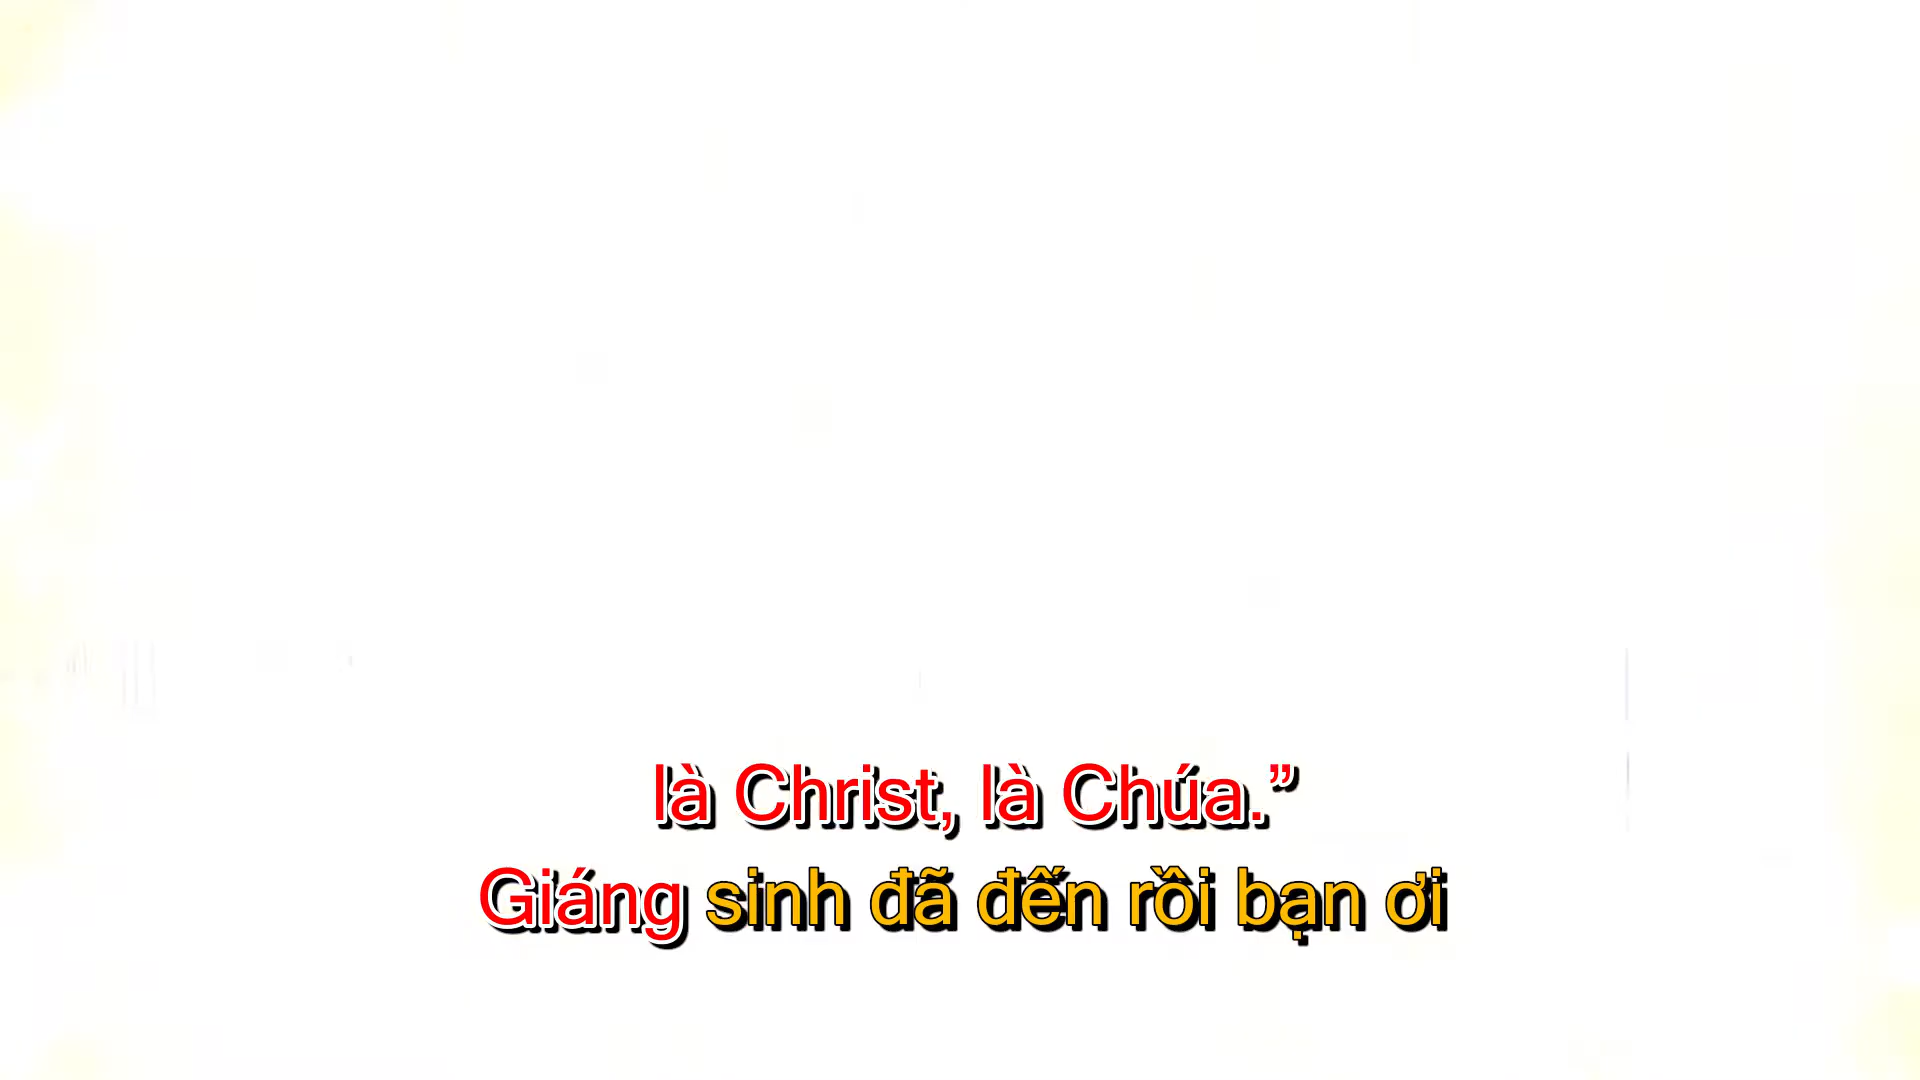 là Christ, là Chúa.”
Giáng sinh đã đến rồi bạn ơi